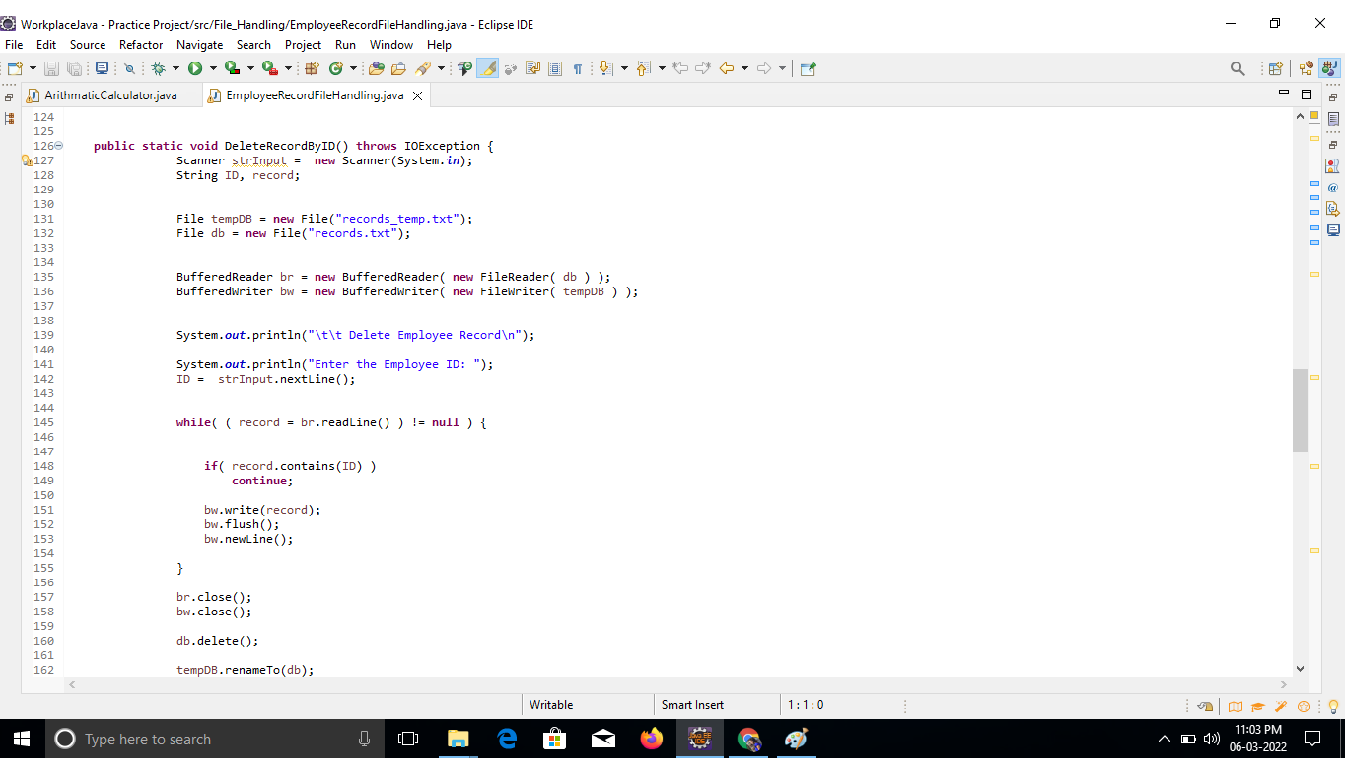 WorkplaceJava - Practice Project/src/File_Handling/EmployeeRecordFileHandling.java - Eclipse IDE
File Edit Source Refactor Navigate Search Project Run Window Help
ArithmaticCalculator.java EmployeeRecordFileHandling.java
124
125
126 public static void DeleteRecordByID() throws IOException {
127 Scanner strInput =  new Scanner(System.in);
128 String ID, record;
129
130
131 File tempDB = new File("records_temp.txt");
132 File db = new File("records.txt");
133
134
135 BufferedReader br = new BufferedReader( new FileReader( db ) );
136 BufferedWriter bw = new BufferedWriter( new FileWriter( tempDB ) );
137
138
139 System.out.println("\t\t Delete Employee Record\n");
140
141 System.out.println("Enter the Employee ID: ");
142 ID =  strInput.nextLine();
143
144
145 while( ( record = br.readLine() ) != null ) {
146
147
148 if( record.contains(ID) )
149 continue;
150
151 bw.write(record);
152 bw.flush();
153 bw.newLine();
154
155 }
156
157 br.close();
158 bw.close();
159
160 db.delete();
161
162 tempDB.renameTo(db);
Writable Smart Insert 1 : 1 : 0
Type here to search
11:03 PM
06-03-2022